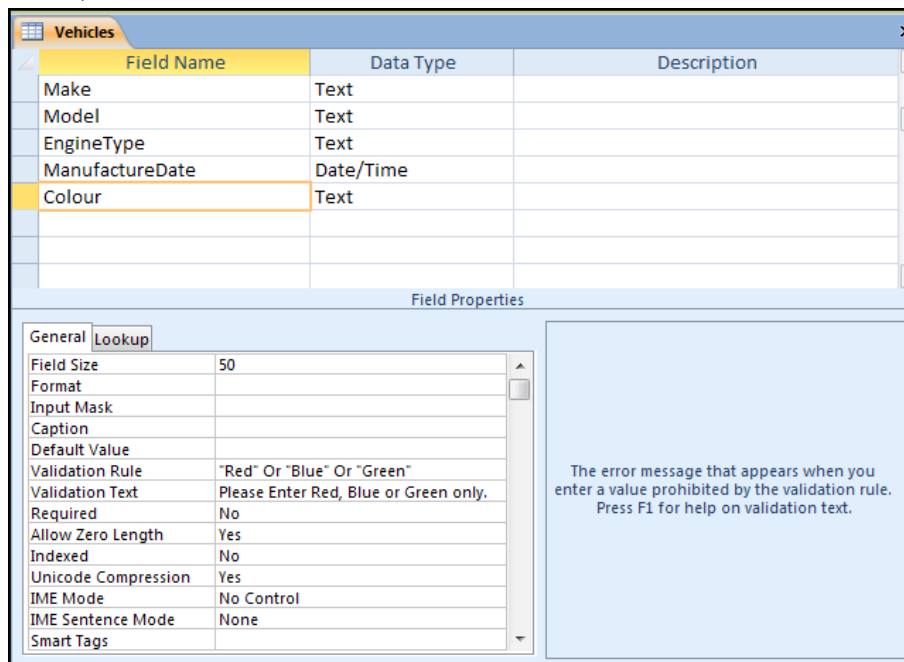 Vehicles
Field Name Data Type Description
Make Text
Model Text
EngineType Text
ManufactureDate Date/Time
Colour Text
Field Properties
General Lookup
Field Size 50
Format
Input Mask
Caption
Default Value
Validation Rule "Red" Or "Blue" Or "Green"
Validation Text Please Enter Red, Blue or Green only.
Required No
Allow Zero Length Yes
Indexed No
Unicode Compression Yes
IME Mode No Control
IME Sentence Mode None
Smart Tags
The error message that appears when you
enter a value prohibited by the validation rule.
Press F1 for help on validation text.